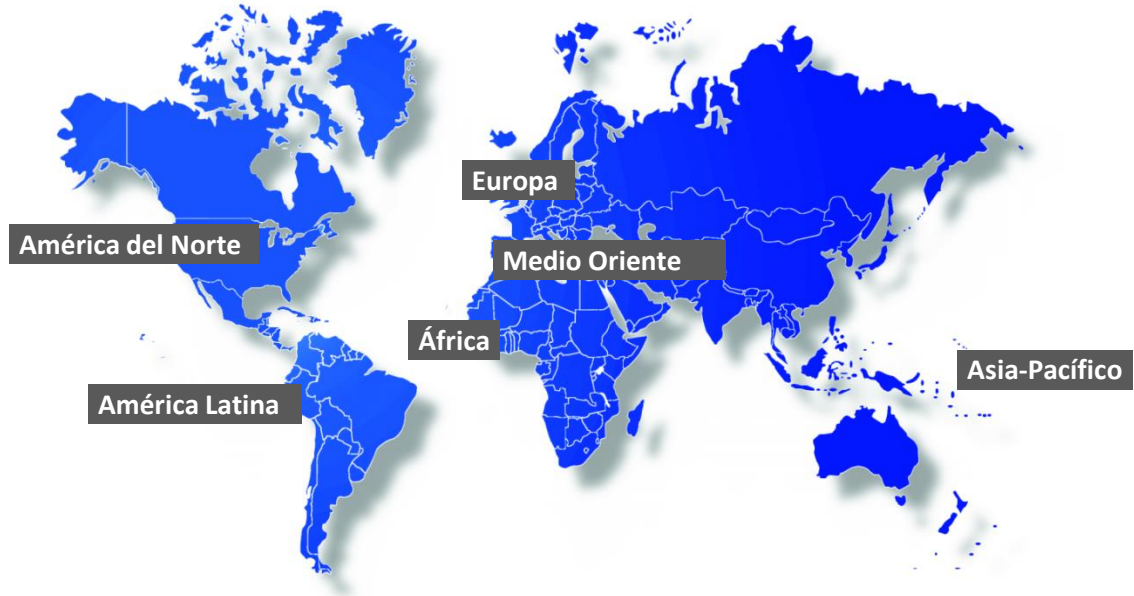 Europa
América del Norte
Medio Oriente
África
Asia-Pacífico
América Latina